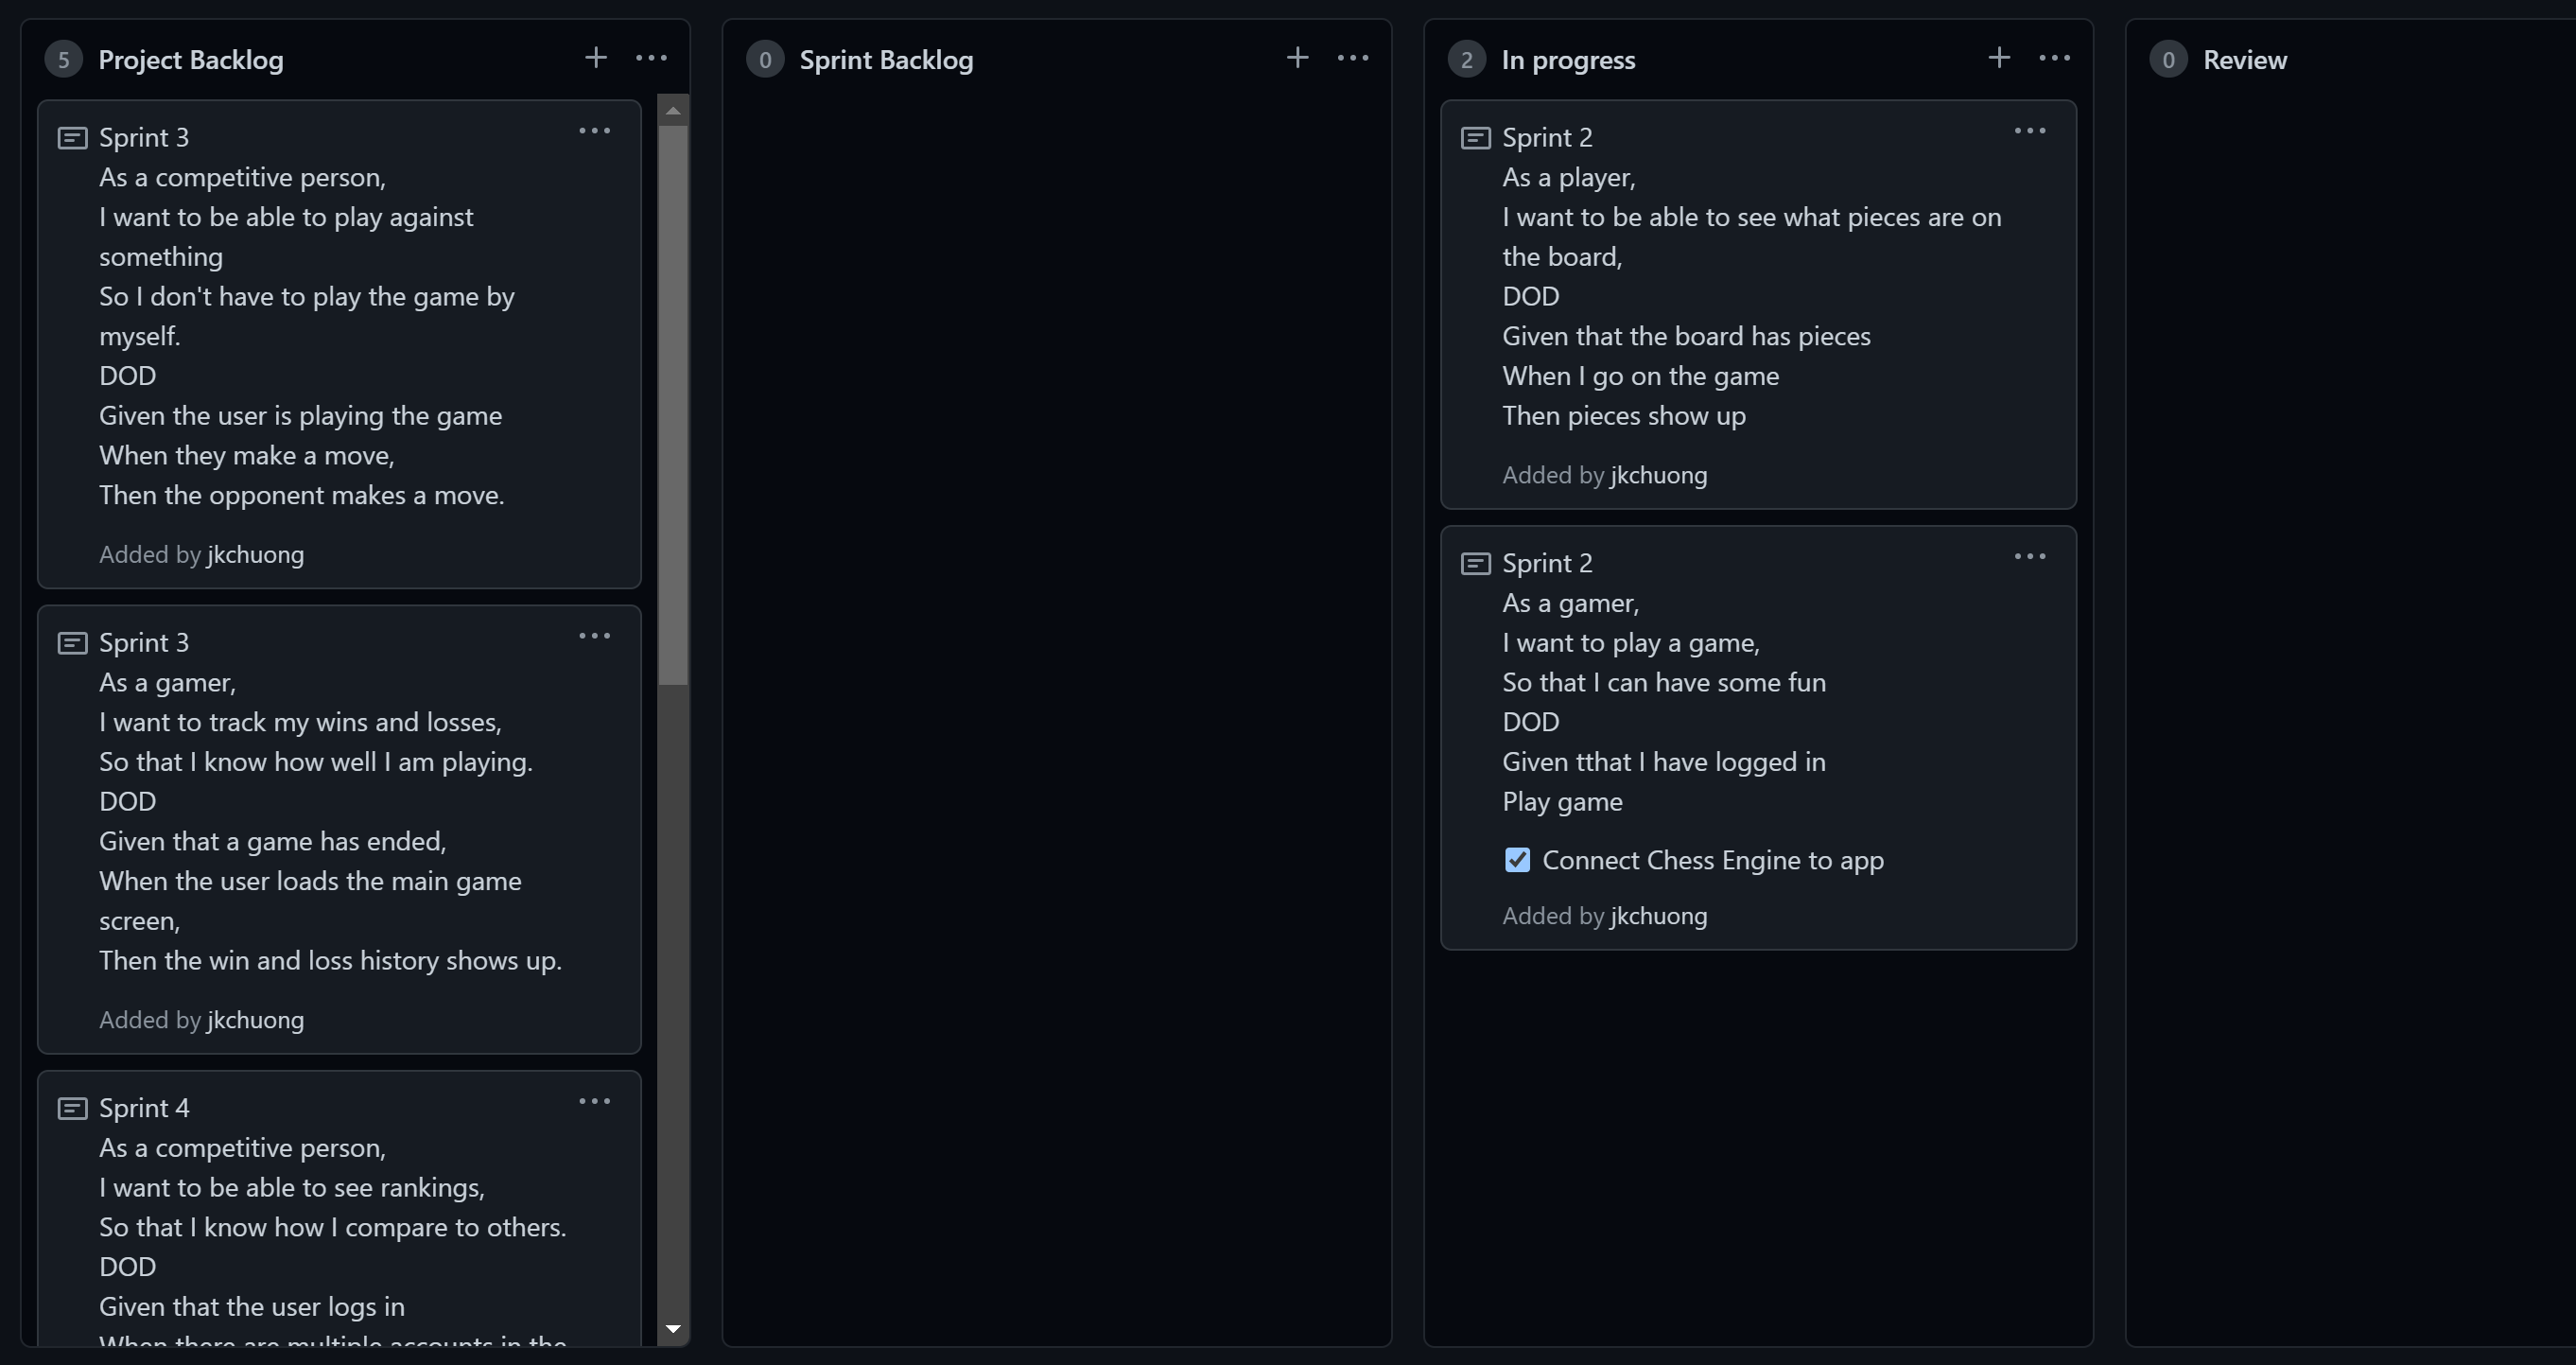 5 Project Backlog
Sprint 3
As a competitive person,
I want to be able to play against
something
So I don't have to play the game by
myself.
DOD
Given the user is playing the game
When they make a move,
Then the opponent makes a move.
Added by jkchuong
Sprint 3
As a gamer,
I want to track my wins and losses,
So that I know how well I am playing.
DOD
Given that a game has ended,
When the user loads the main game
screen,
Then the win and loss history shows up.
Added by jkchuong
Sprint 4
As a competitive person,
I want to be able to see rankings,
So that I know how I compare to others.
DOD
Given that the user logs in
When there are multiple accounts in the
0 Sprint Backlog
2 In progress
Sprint 2
As a player,
I want to be able to see what pieces are on
the board,
DOD
Given that the board has pieces
When I go on the game
Then pieces show up
Added by jkchuong
Sprint 2
As a gamer,
I want to play a game,
So that I can have some fun
DOD
Given tthat I have logged in
Play game
Connect Chess Engine to app
Added by jkchuong
0 Review